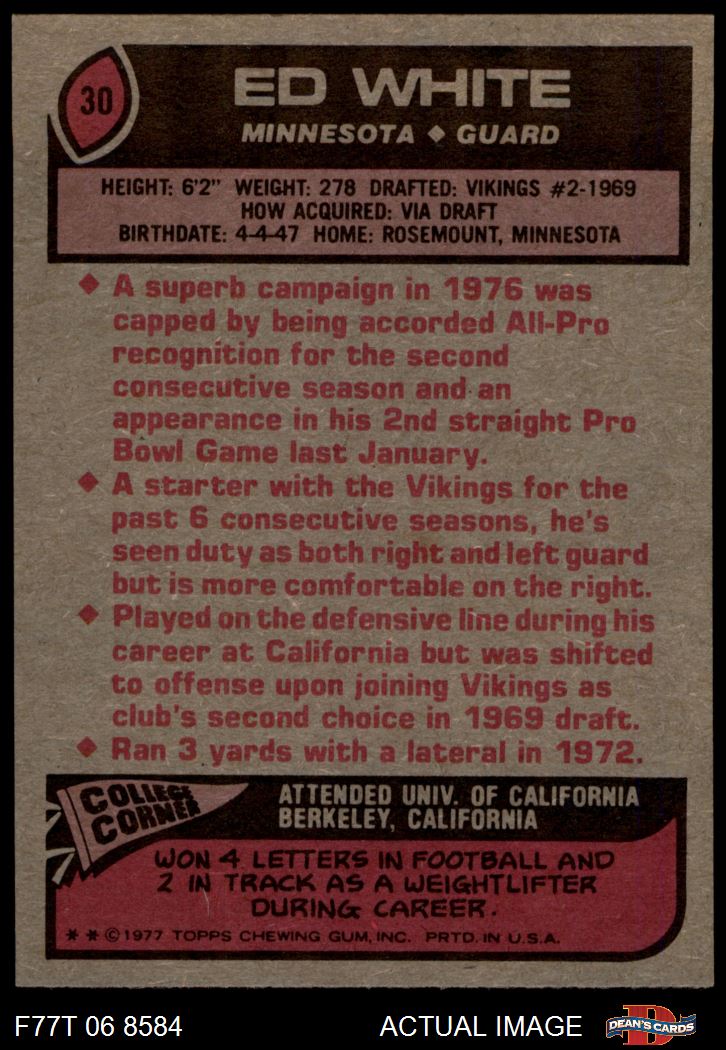 30
ED WHITE
MINNESOTA ◆ GUARD
HEIGHT: 6'2" WEIGHT: 278 DRAFTED: VIKINGS #2-1969
HOW ACQUIRED: VIA DRAFT
BIRTHDATE: 4-4-47 HOME: ROSEMOUNT, MINNESOTA
◆ A superb campaign in 1976 was
capped by being accorded All-Pro
recognition for the second
consecutive season and an
appearance in his 2nd straight Pro
Bowl Game last January.
◆ A starter with the Vikings for the
past 6 consecutive seasons, he's
seen duty as both right and left guard
but is more comfortable on the right.
◆ Played on the defensive line during his
career at California but was shifted
to offense upon joining Vikings as
club's second choice in 1969 draft.
◆ Ran 3 yards with a lateral in 1972.
COLLEGE
CORNER
ATTENDED UNIV. OF CALIFORNIA
BERKELEY, CALIFORNIA
WON 4 LETTERS IN FOOTBALL AND
2 IN TRACK AS A WEIGHTLIFTER
DURING CAREER.
* * © 1977 TOPPS CHEWING GUM, INC. PRTD. IN U.S.A.
F77T 06 8584
ACTUAL IMAGE
D
DEAN'S CARDS